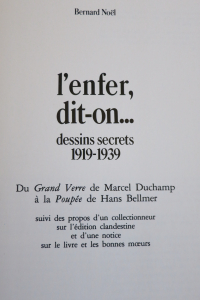 Bernard Noël
l'enfer,
dit-on...
dessins secrets
1919-1939
Du Grand Verre de Marcel Duchamp
à la Poupée de Hans Bellmer
suivi des propos d'un collectionneur
sur l'édition clandestine
et d'une notice
sur le livre et les bonnes mœurs